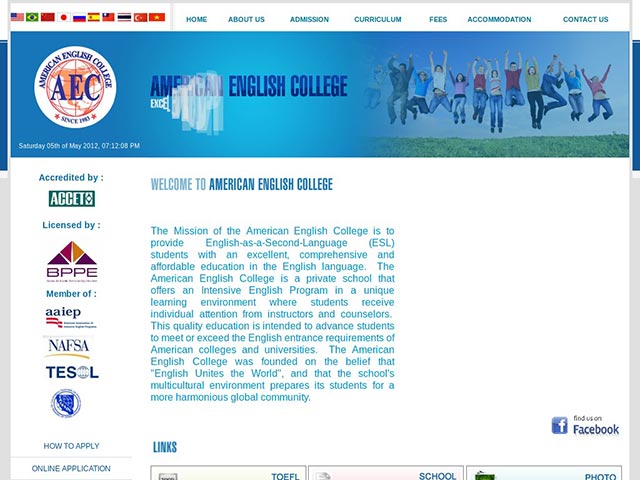 HOME ABOUT US ADMISSION CURRICULUM FEES ACCOMMODATION CONTACT US
AMERICAN ENGLISH COLLEGE
AEC
SINCE 1983
AMERICAN ENGLISH COLLEGE
EXCEL
Saturday 05th of May 2012, 07:12:08 PM
Accredited by :
ACCET
Licensed by :
BPPE
Member of :
aaiep
NAFSA
TESOL
HOW TO APPLY
ONLINE APPLICATION
WELCOME TO AMERICAN ENGLISH COLLEGE
The Mission of the American English College is to
provide English-as-a-Second-Language (ESL)
students with an excellent, comprehensive and
affordable education in the English language. The
American English College is a private school that
offers an Intensive English Program in a unique
learning environment where students receive
individual attention from instructors and counselors.
This quality education is intended to advance students
to meet or exceed the English entrance requirements of
American colleges and universities. The American
English College was founded on the belief that
"English Unites the World", and that the school's
multicultural environment prepares its students for a
more harmonious global community.
find us on
Facebook
LINKS
TOEFL SCHOOL PHOTO